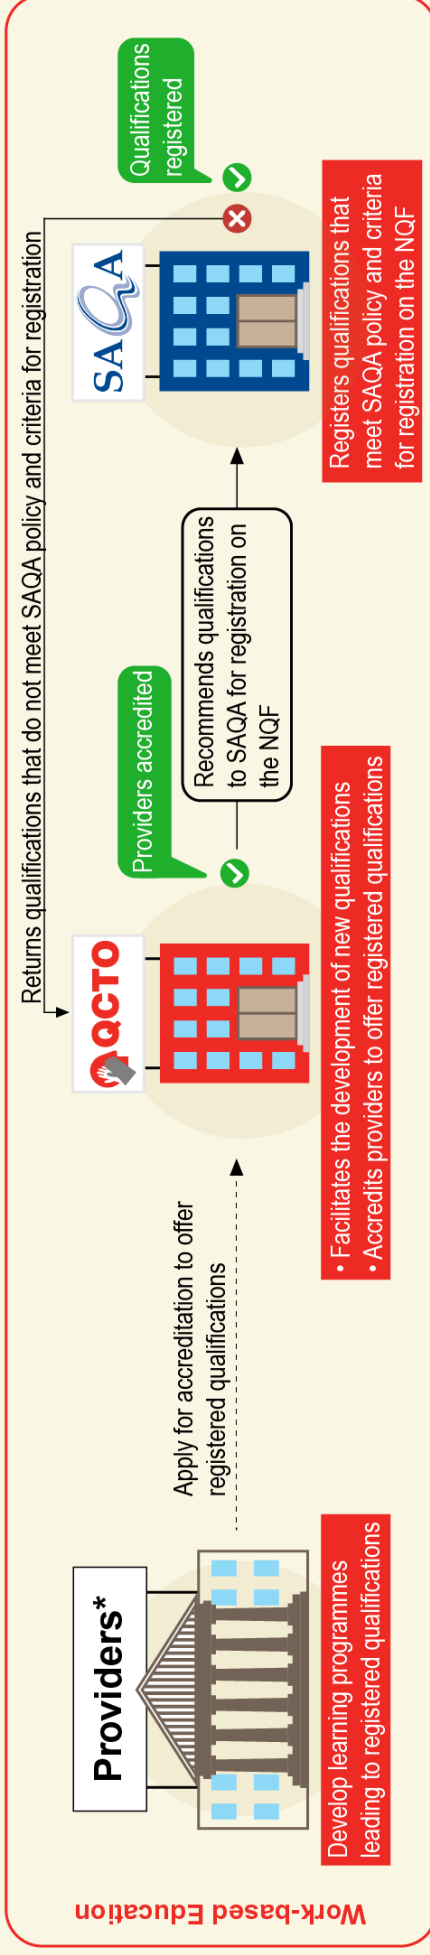 Work-based Education
Providers*
Develop learning programmes
leading to registered qualifications
Apply for accreditation to offer
registered qualifications
Returns qualifications that do not meet SAQA policy and criteria for registration
QCTO
• Facilitates the development of new qualifications
• Accredits providers to offer registered qualifications
Providers accredited
Recommends qualifications
to SAQA for registration on
the NQF
SAQA
Registers qualifications that
meet SAQA policy and criteria
for registration on the NQF
Qualifications
registered